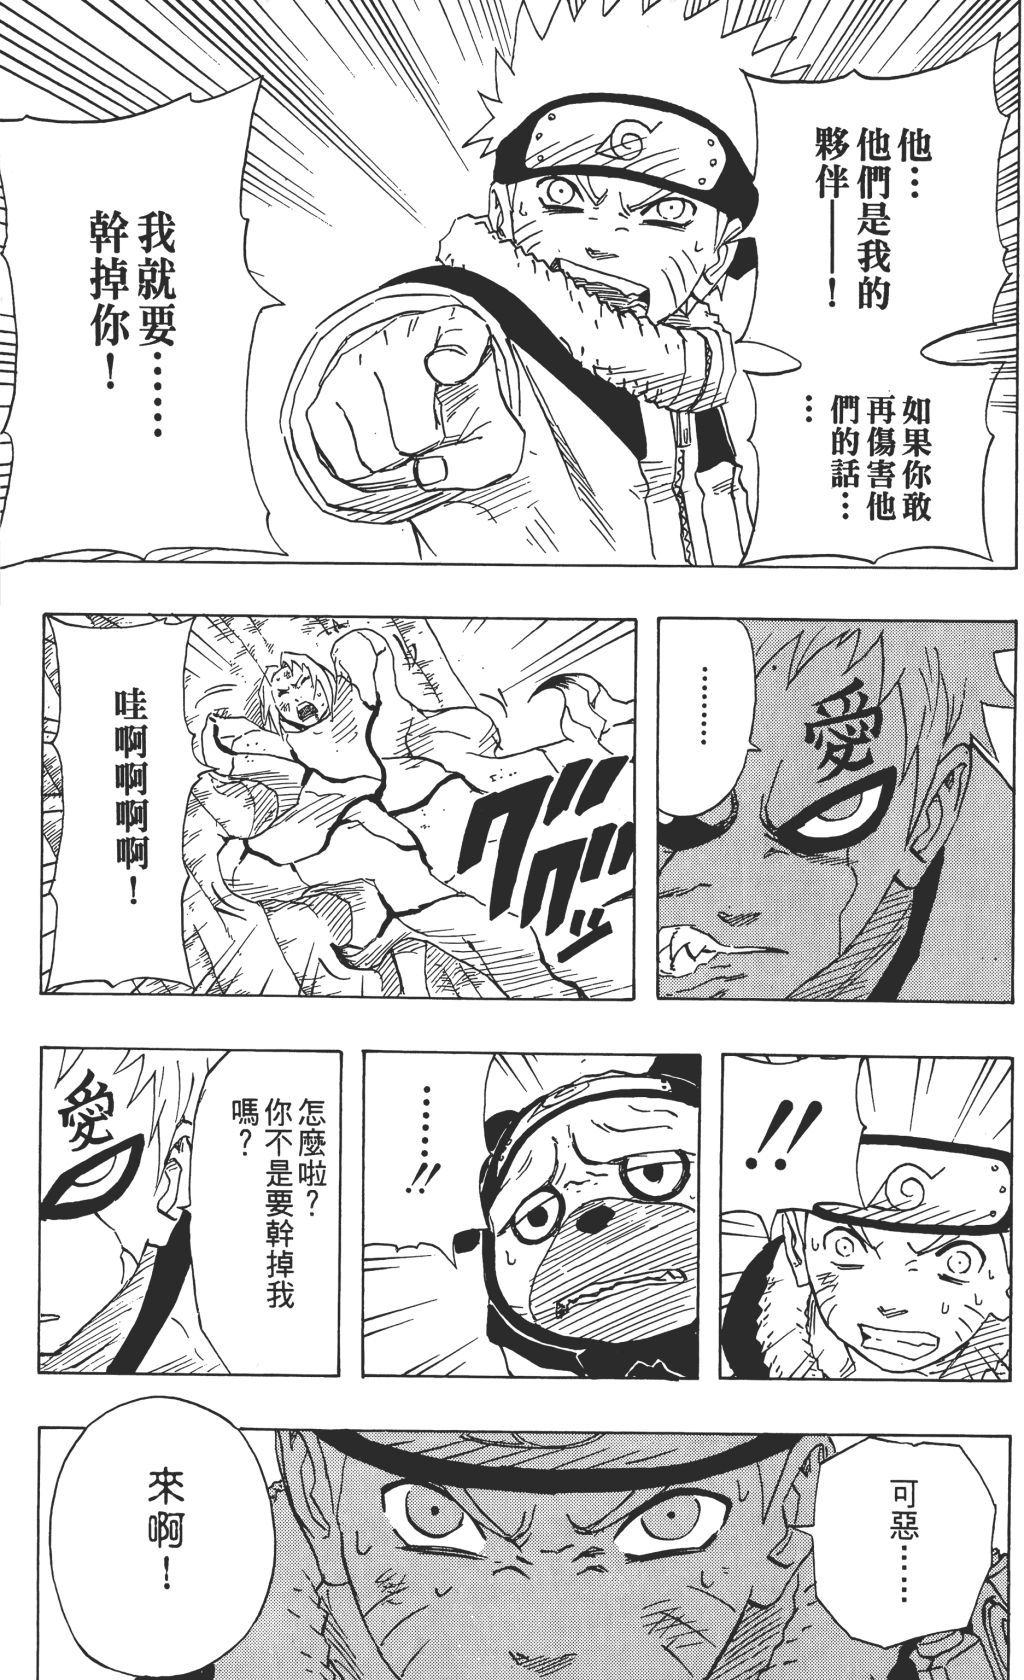 他…
他們是我的
夥伴——！
如果你敢
再傷害他
們的話…
…
我就要……
幹掉你！
………
愛
ググッ
哇啊啊啊啊！
!!
……!!
怎麼啦？
你不是要幹掉我
嗎？
愛
可惡……
來啊！